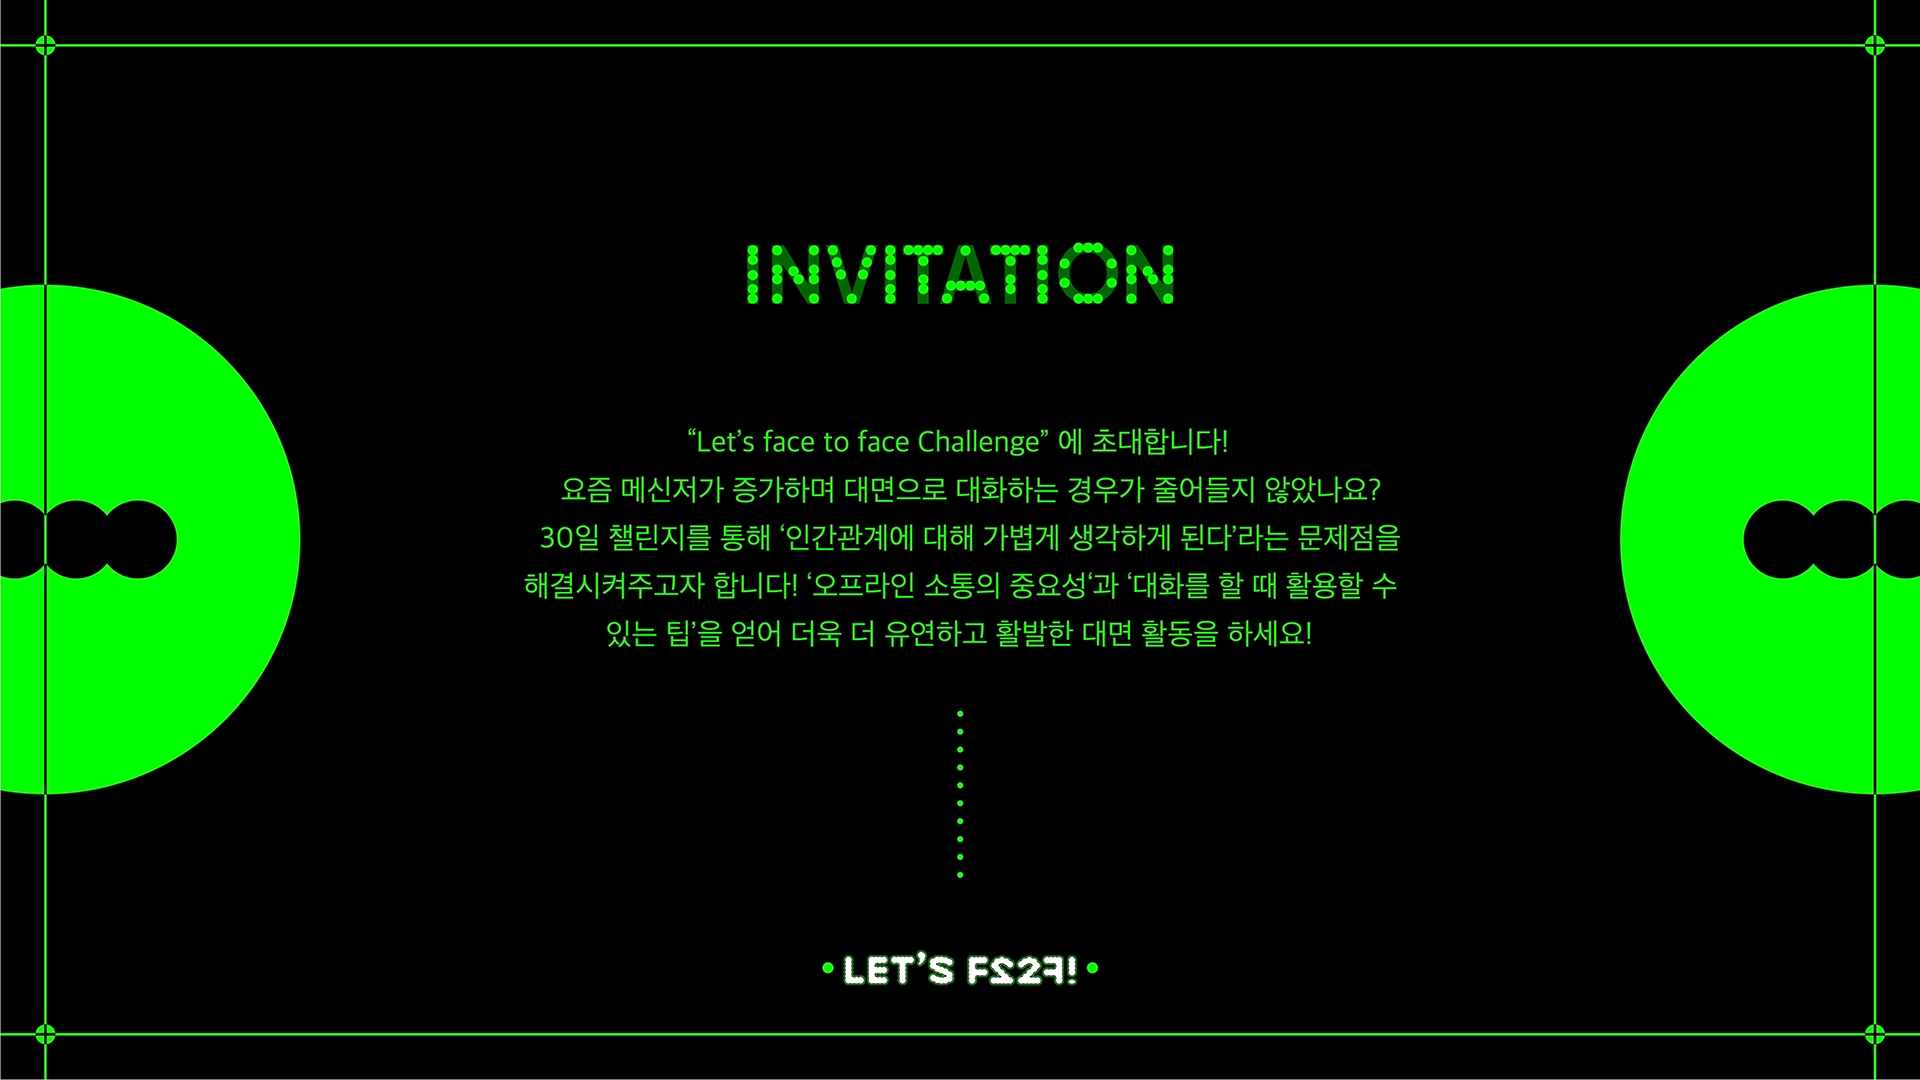 INVITATION
“Let’s face to face Challenge” 에 초대합니다!
요즘 메신저가 증가하며 대면으로 대화하는 경우가 줄어들지 않았나요?
30일 챌린지를 통해 ‘인간관계에 대해 가볍게 생각하게 된다’라는 문제점을
해결시켜주고자 합니다! ‘오프라인 소통의 중요성‘과 ‘대화를 할 때 활용할 수
있는 팁’을 얻어 더욱 더 유연하고 활발한 대면 활동을 하세요!
LET’S F22F!